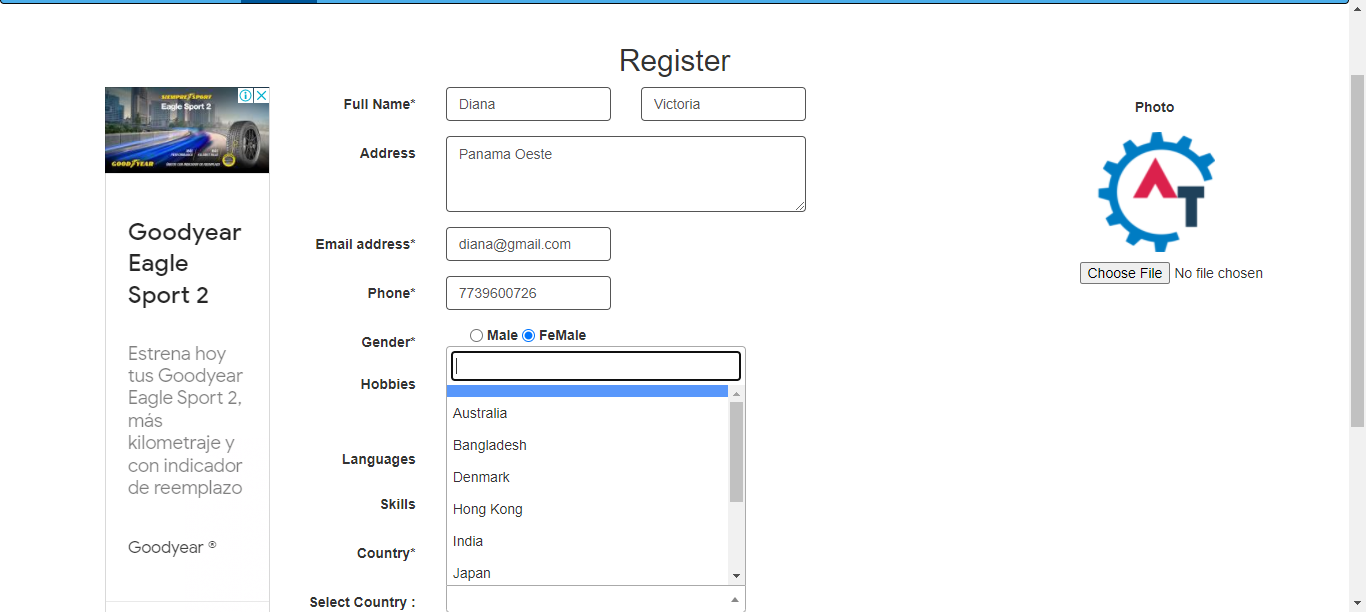 Register
SIEMPRE SPORT
Eagle Sport 2
GOODYEAR
Goodyear
Eagle
Sport 2
Estrena hoy
tus Goodyear
Eagle Sport 2,
más
kilometraje y
con indicador
de reemplazo
Goodyear ®
Full Name* Diana Victoria
Address Panama Oeste
Email address* diana@gmail.com
Phone* 7739600726
Gender* Male FeMale
Hobbies
Languages
Skills
Country*
Select Country :
Australia
Bangladesh
Denmark
Hong Kong
India
Japan
Photo
AT
Choose File No file chosen